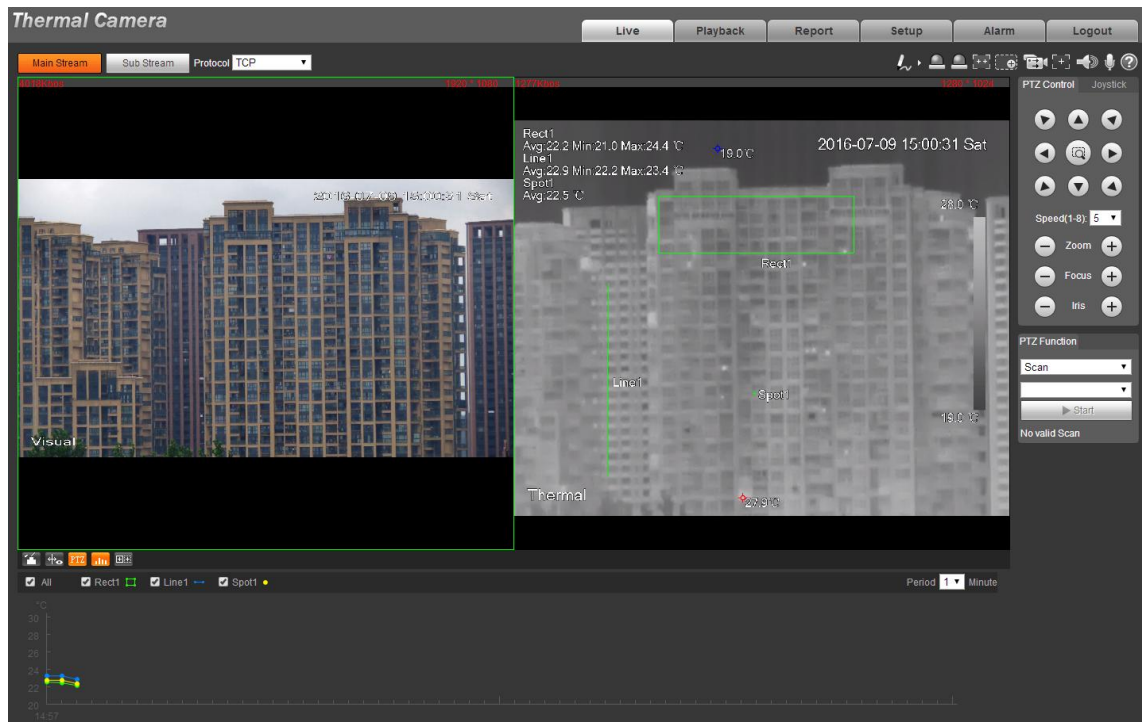 Thermal Camera
Live Playback Report Setup Alarm Logout
Main Stream Sub Stream Protocol TCP
4018Kbps 1920 * 1080 1277Kbps 1280 * 1024
PTZ Control Joystick
Rect1
Avg:22.2 Min:21.0 Max:24.4 ℃
Line1
Avg:22.9 Min:22.2 Max:23.4 ℃
Spot1
Avg:22.5 ℃
19.0 ℃
2016-07-09 15:00:31 Sat
28.0 ℃
Rect1
Line1
Spot1
19.0 ℃
27.9℃
Visual
Thermal
Speed(1-8): 5
Zoom
Focus
Iris
PTZ Function
Scan
Start
No valid Scan
PTZ
All Rect1 Line1 Spot1 Period 1 Minute
℃
30
28
26
24
22
20
14:57